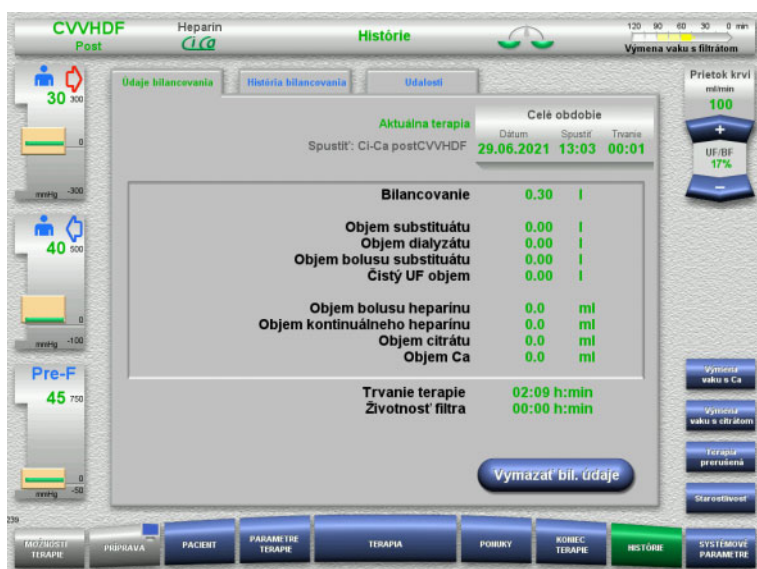 CVVHDF
Post
Heparin
Ci Ca
Histórie
120 90 60 30 0 min
Výmena vaku s filtrátom
30 300
0
mmHg -300
40 500
0
mmHg -100
Pre-F
45 750
0
mmHg -50
Údaje bilancovania
História bilancovania
Udalosti
Aktuálna terapia
Spustiť: Ci-Ca postCVVHDF
Celé obdobie
Dátum Spustiť Trvanie
29.06.2021 13:03 00:01
Bilancovanie 0.30 l
Objem substituátu 0.00 l
Objem dialyzátu 0.00 l
Objem bolusu substituátu 0.00 l
Čistý UF objem 0.00 l
Objem bolusu heparínu 0.0 ml
Objem kontinuálneho heparínu 0.0 ml
Objem citrátu 0.0 ml
Objem Ca 0.0 ml
Trvanie terapie 02:09 h:min
Životnosť filtra 00:00 h:min
Vymazať bil. údaje
Prietok krvi
ml/min
100
+
UF/BF
17%
−
Výmena
vaku s Ca
Výmena
vaku s citrátom
Terapia
prerušená
Starostlivosť
239
MOŽNOSTI
TERAPIE
PRÍPRAVA
PACIENT
PARAMETRE
TERAPIE
TERAPIA
PONUKY
KONIEC
TERAPIE
HISTÓRIE
SYSTÉMOVÉ
PARAMETRE